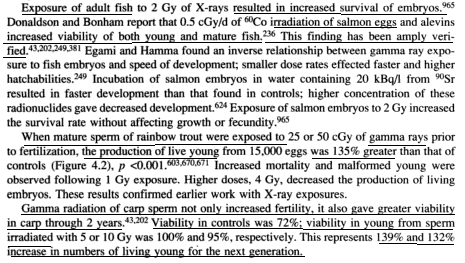 Exposure of adult fish to 2 Gy of X-rays resulted in increased survival of embryos.965
Donaldson and Bonham report that 0.5 cGy/d of 60Co irradiation of salmon eggs and alevins
increased viability of both young and mature fish.236 This finding has been amply veri-
fied.43,202,249,381 Egami and Hamma found an inverse relationship between gamma ray expo-
sure to fish embryos and speed of development; smaller dose rates effected faster and higher
hatchabilities.249 Incubation of salmon embryos in water containing 20 kBq/l from 90Sr
resulted in faster development than that found in controls; higher concentration of these
radionuclides gave decreased development.624 Exposure of salmon embryos to 2 Gy increased
the survival rate without affecting growth or fecundity.965
When mature sperm of rainbow trout were exposed to 25 or 50 cGy of gamma rays prior
to fertilization, the production of live young from 15,000 eggs was 135% greater than that of
controls (Figure 4.2), p <0.001.603,670,671 Increased mortality and malformed young were
observed following 1 Gy exposure. Higher doses, 4 Gy, decreased the production of living
embryos. These results confirmed earlier work with X-ray exposures.
Gamma radiation of carp sperm not only increased fertility, it also gave greater viability
in carp through 2 years.43,202 Viability in controls was 72%; viability in young from sperm
irradiated with 5 or 10 Gy was 100% and 95%, respectively. This represents 139% and 132%
increase in numbers of living young for the next generation.